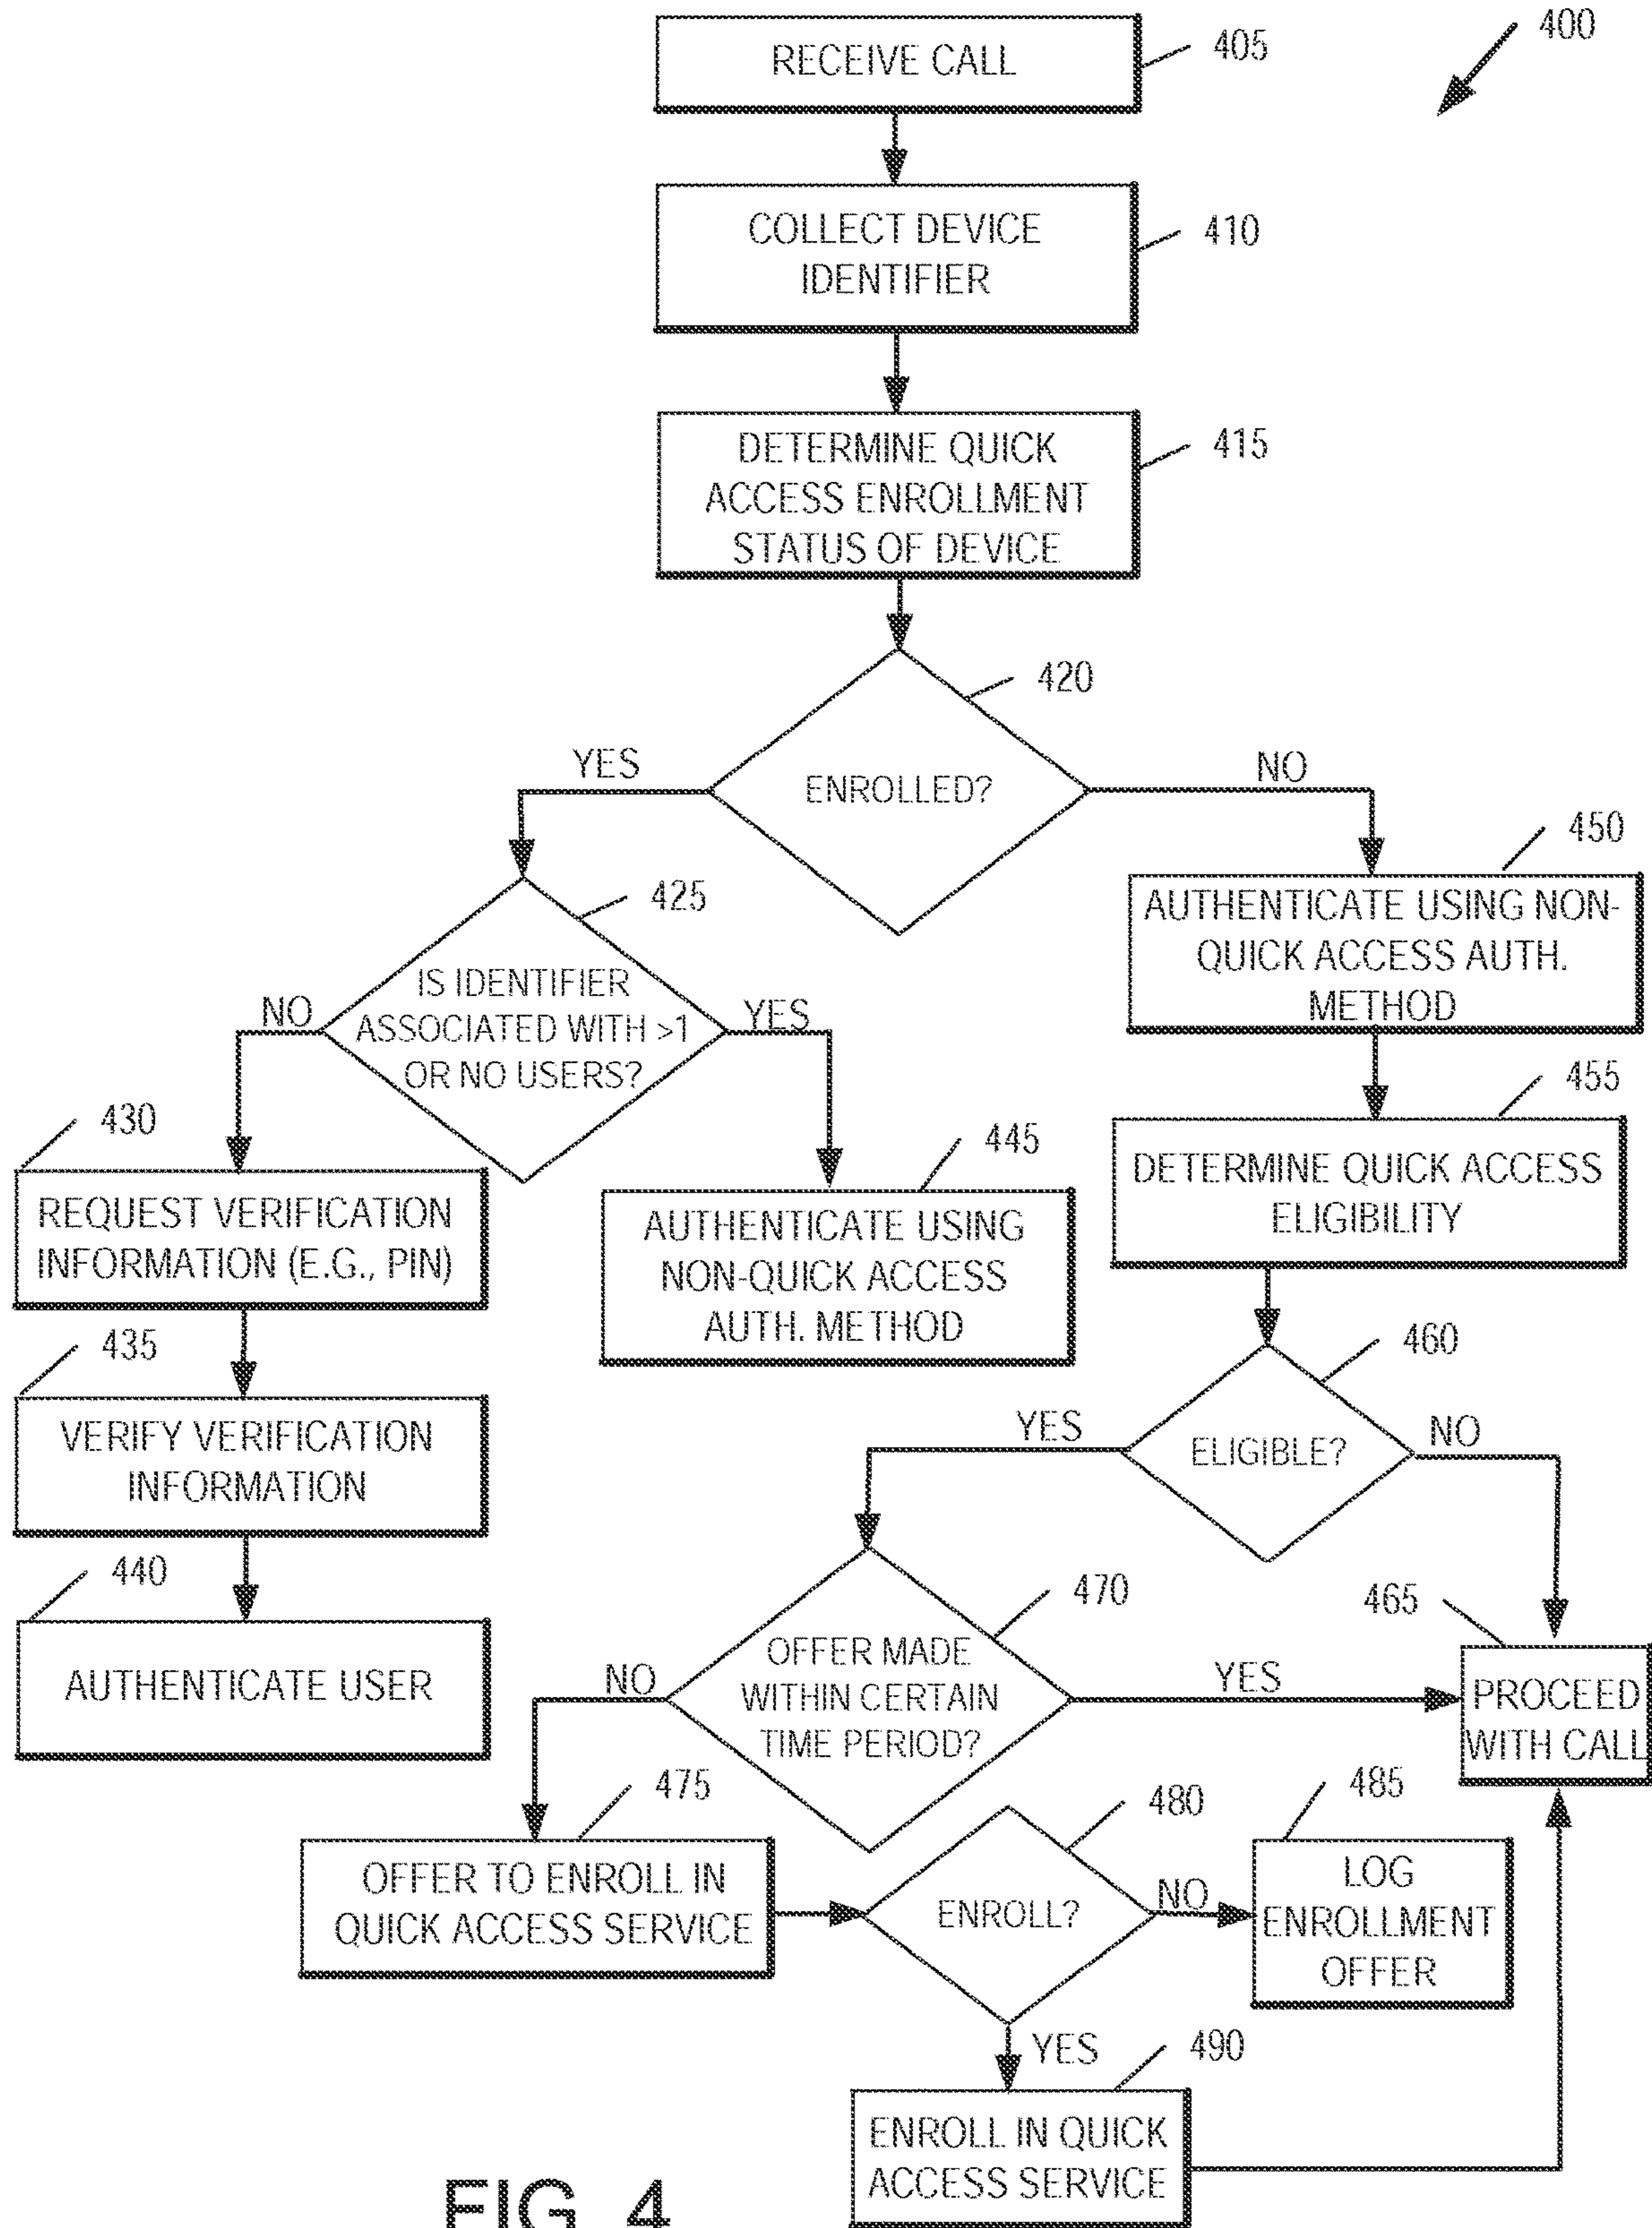 400
RECEIVE CALL
405
COLLECT DEVICE
IDENTIFIER
410
DETERMINE QUICK
ACCESS ENROLLMENT
STATUS OF DEVICE
415
420
ENROLLED?
YES
NO
425
IS IDENTIFIER
ASSOCIATED WITH >1
OR NO USERS?
NO
YES
450
AUTHENTICATE USING NON-
QUICK ACCESS AUTH.
METHOD
430
REQUEST VERIFICATION
INFORMATION (E.G., PIN)
445
AUTHENTICATE USING
NON-QUICK ACCESS
AUTH. METHOD
455
DETERMINE QUICK ACCESS
ELIGIBILITY
435
VERIFY VERIFICATION
INFORMATION
460
ELIGIBLE?
YES
NO
440
AUTHENTICATE USER
470
OFFER MADE
WITHIN CERTAIN
TIME PERIOD?
NO
YES
465
PROCEED
WITH CALL
475
OFFER TO ENROLL IN
QUICK ACCESS SERVICE
480
ENROLL?
NO
485
LOG
ENROLLMENT
OFFER
YES
490
ENROLL IN QUICK
ACCESS SERVICE
FIG. 4